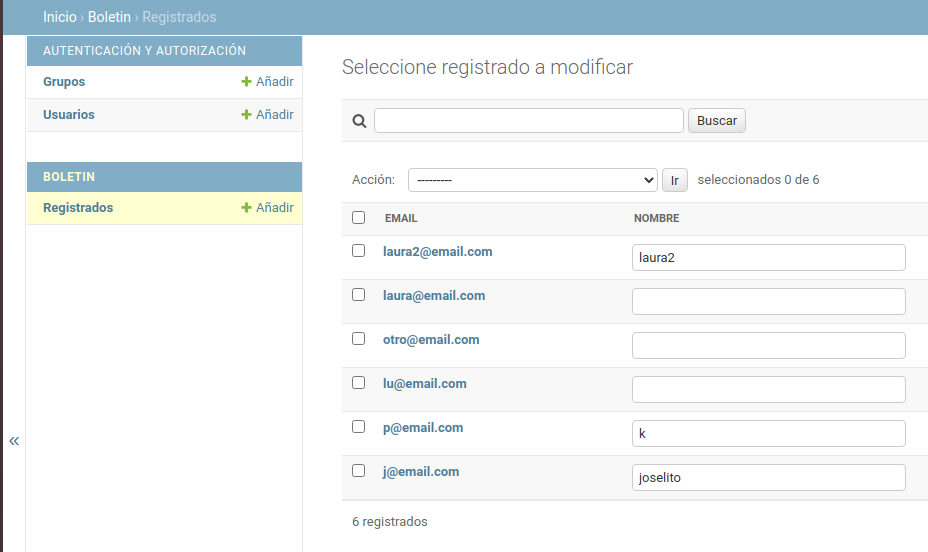 Inicio › Boletin › Registrados
AUTENTICACIÓN Y AUTORIZACIÓN
Grupos + Añadir
Usuarios + Añadir
BOLETIN
Registrados + Añadir
«
Seleccione registrado a modificar
Buscar
Acción: --------- Ir seleccionados 0 de 6
EMAIL NOMBRE
laura2@email.com laura2
laura@email.com
otro@email.com
lu@email.com
p@email.com k
j@email.com joselito
6 registrados